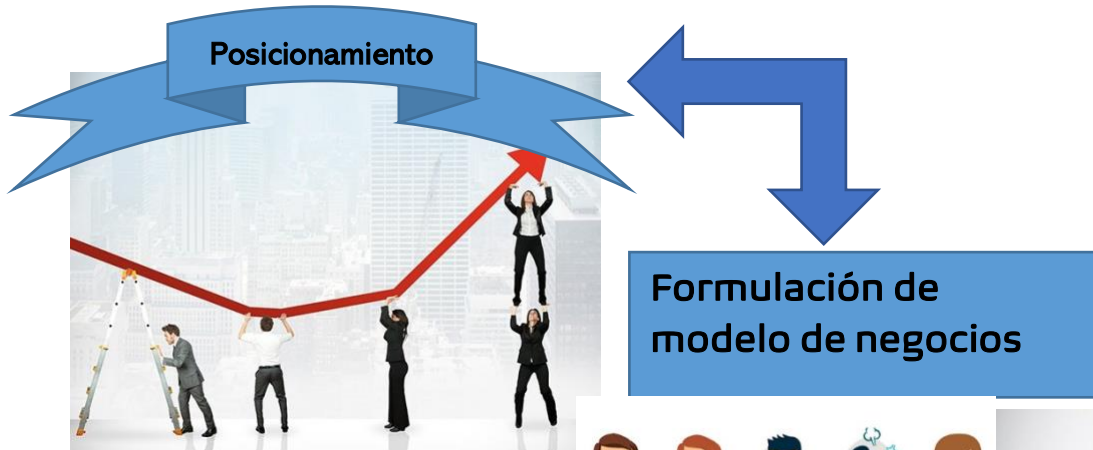 Posicionamiento
Formulación de
modelo de negocios